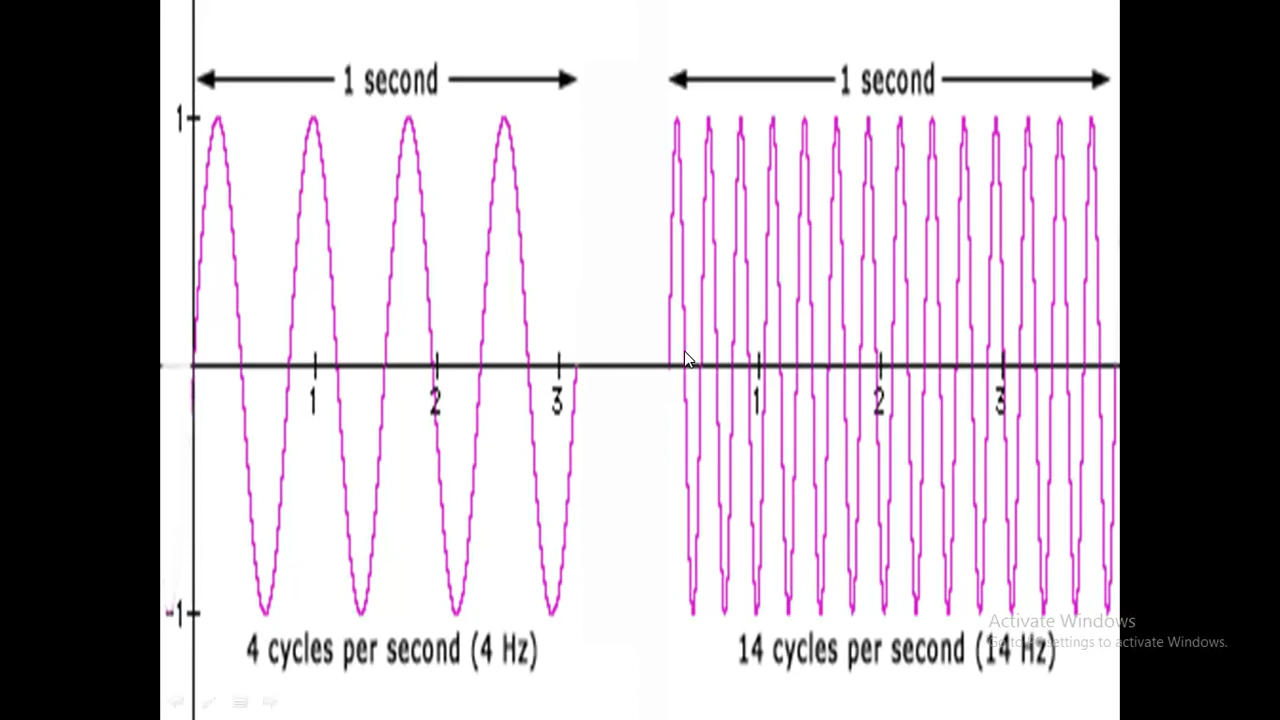 1 second
1 second
1
1
2
3
1
2
3
-1
4 cycles per second (4 Hz)
14 cycles per second (14 Hz)
Activate Windows
Go to PC settings to activate Windows.